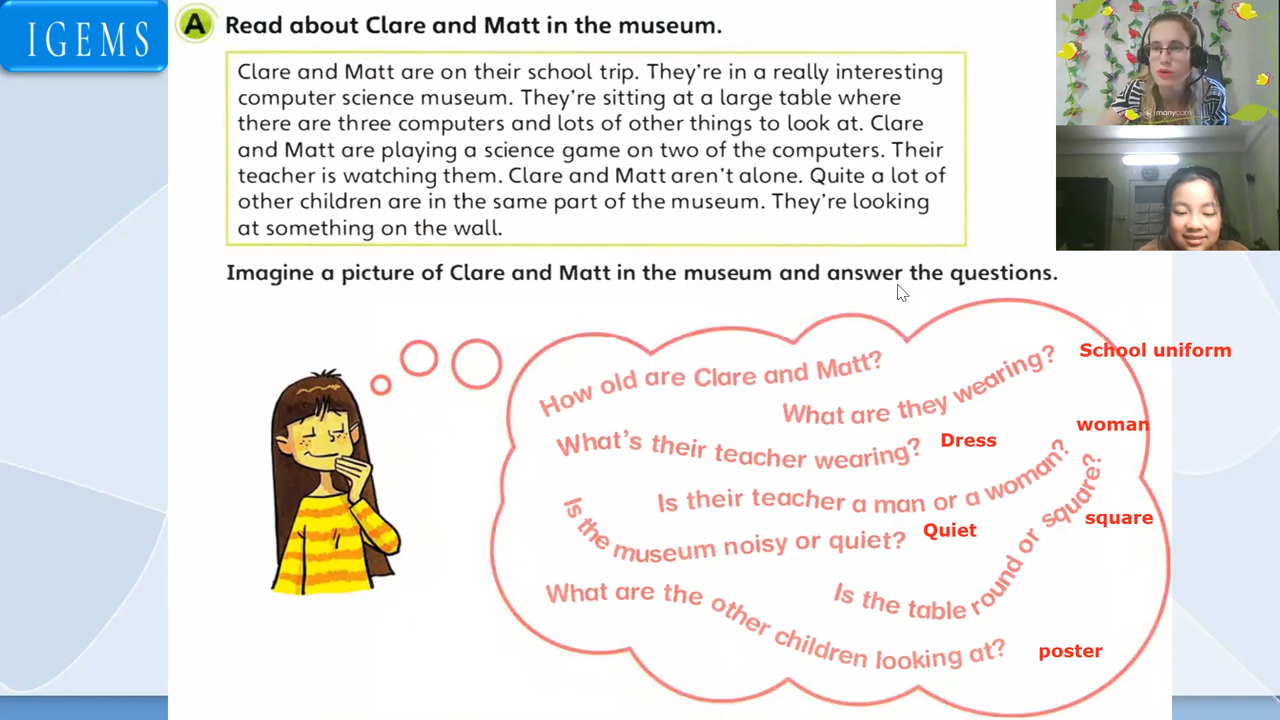 IGEMS
A Read about Clare and Matt in the museum.
Clare and Matt are on their school trip. They're in a really interesting
computer science museum. They're sitting at a large table where
there are three computers and lots of other things to look at. Clare
and Matt are playing a science game on two of the computers. Their
teacher is watching them. Clare and Matt aren't alone. Quite a lot of
other children are in the same part of the museum. They're looking
at something on the wall.
Imagine a picture of Clare and Matt in the museum and answer the questions.
How old are Clare and Matt?
What are they wearing? School uniform
What's their teacher wearing? Dress
Is their teacher a man or a woman? woman
Is the museum noisy or quiet? Quiet
Is the table round or square? square
What are the other children looking at? poster
manycam